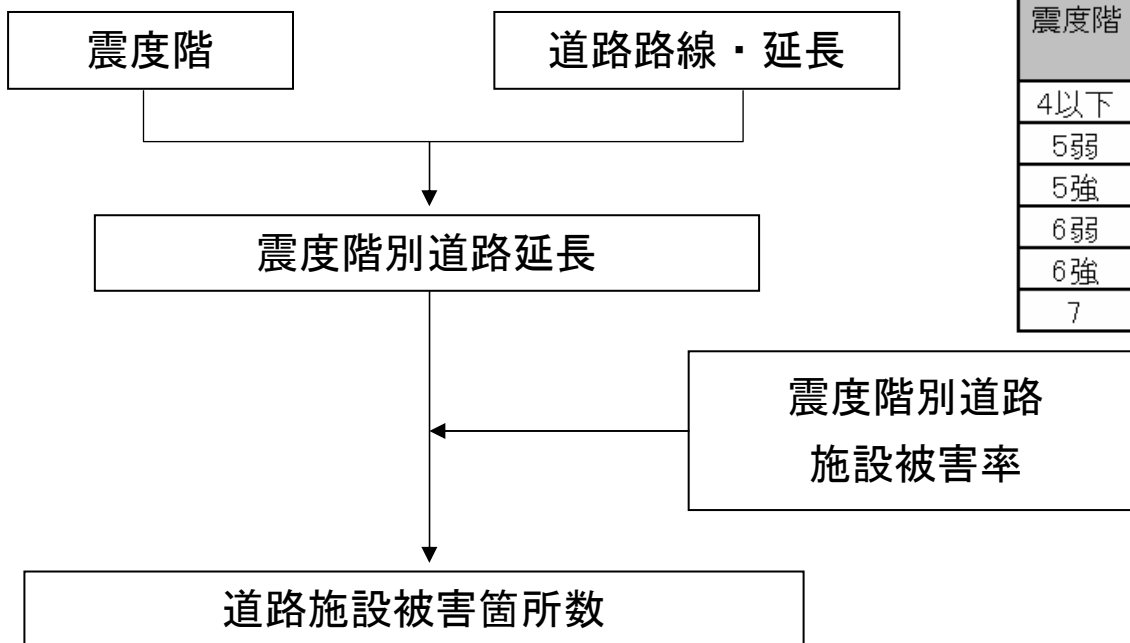 震度階
道路路線・延長
震度階別道路延長
震度階別道路
施設被害率
道路施設被害箇所数
震度階
4以下
5弱
5強
6弱
6強
7